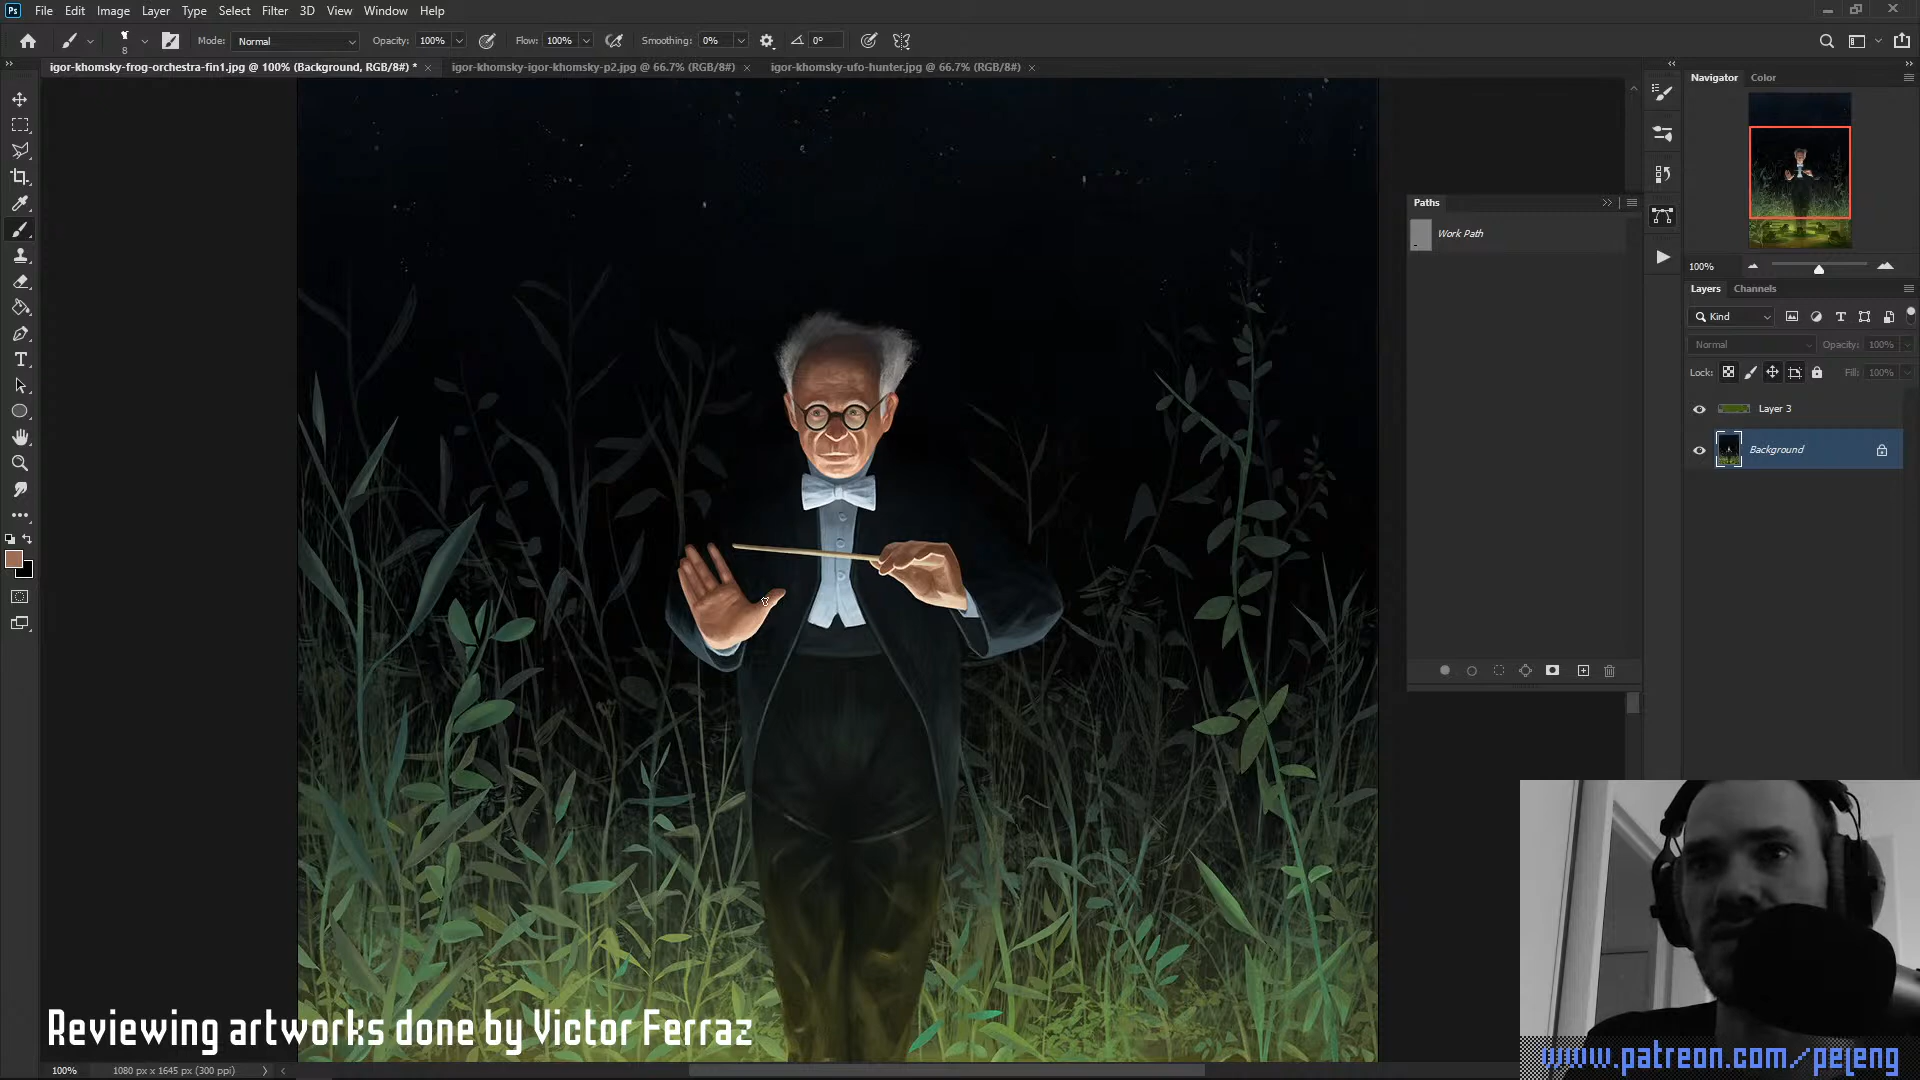 Ps File Edit Image Layer Type Select Filter 3D View Window Help
8 Mode: Normal Opacity: 100% Flow: 100% Smoothing: 0% 0°
igor-khomsky-frog-orchestra-fin1.jpg @ 100% (Background, RGB/8#) * igor-khomsky-igor-khomsky-p2.jpg @ 66.7% (RGB/8#) igor-khomsky-ufo-hunter.jpg @ 66.7% (RGB/8#)
Navigator Color
Paths
Work Path
100%
Layers Channels
Kind
Normal Opacity: 100%
Lock: Fill: 100%
Layer 3
Background
Reviewing artworks done by Victor Ferraz
www.patreon.com/pejeng
100% 1080 px x 1645 px (300 ppi)